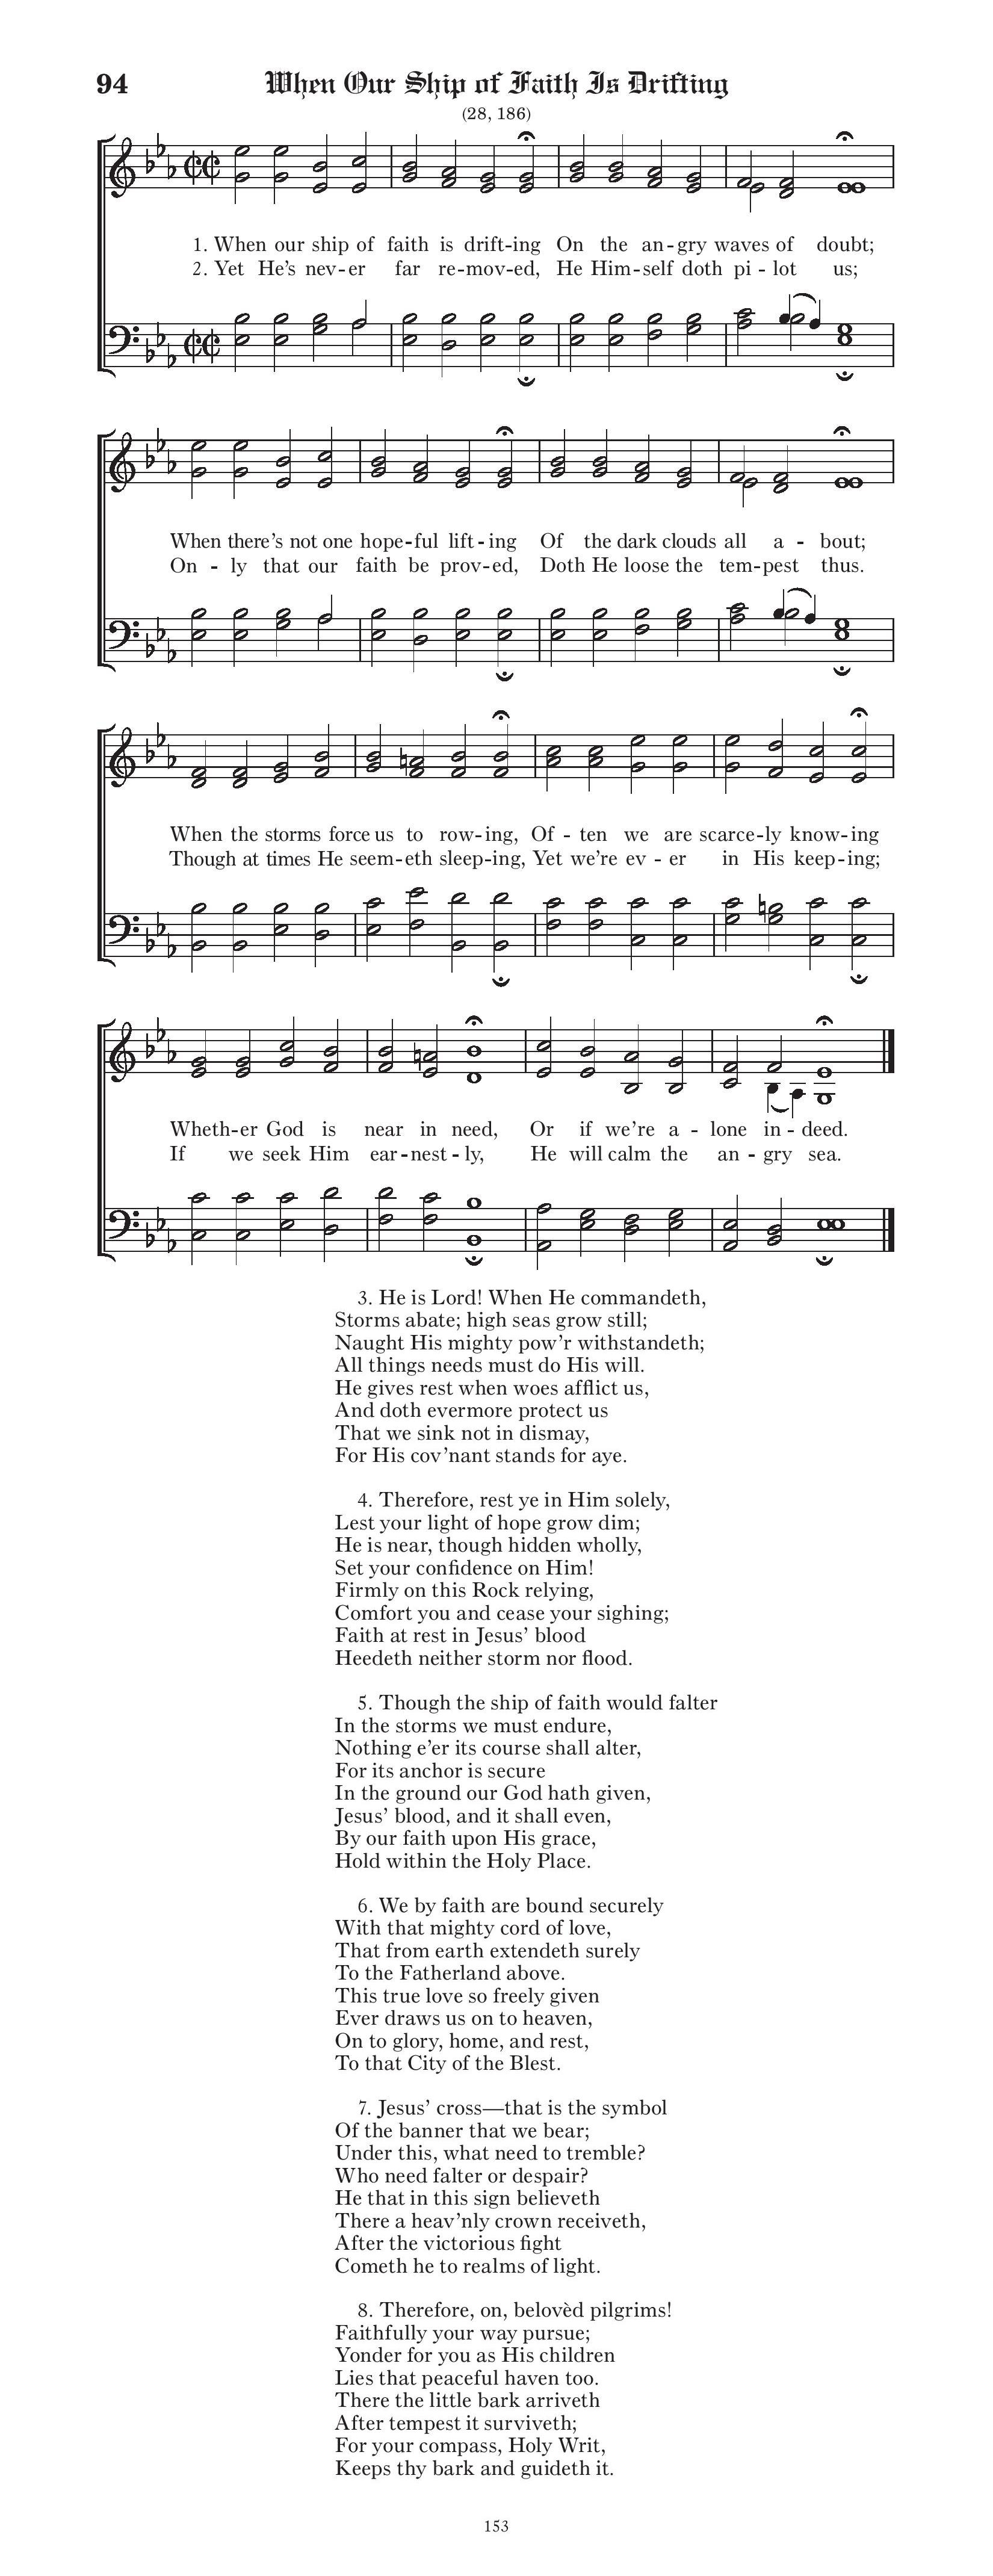 94 When Our Ship of Faith Is Drifting
(28, 186)
1. When our ship of faith is drift-ing On the an-gry waves of doubt;
2. Yet He's nev-er far re-mov-ed, He Him-self doth pi-lot us;
When there's not one hope-ful lift-ing Of the dark clouds all a-bout;
On-ly that our faith be prov-ed, Doth He loose the tem-pest thus.
When the storms force us to row-ing, Of-ten we are scarce-ly know-ing
Though at times He seem-eth sleep-ing, Yet we're ev-er in His keep-ing;
Wheth-er God is near in need, Or if we're a-lone in-deed.
If we seek Him ear-nest-ly, He will calm the an-gry sea.
3. He is Lord! When He commandeth,
Storms abate; high seas grow still;
Naught His mighty pow'r withstandeth;
All things needs must do His will.
He gives rest when woes afflict us,
And doth evermore protect us
That we sink not in dismay,
For His cov'nant stands for aye.
4. Therefore, rest ye in Him solely,
Lest your light of hope grow dim;
He is near, though hidden wholly,
Set your confidence on Him!
Firmly on this Rock relying,
Comfort you and cease your sighing;
Faith at rest in Jesus' blood
Heedeth neither storm nor flood.
5. Though the ship of faith would falter
In the storms we must endure,
Nothing e'er its course shall alter,
For its anchor is secure
In the ground our God hath given,
Jesus' blood, and it shall even,
By our faith upon His grace,
Hold within the Holy Place.
6. We by faith are bound securely
With that mighty cord of love,
That from earth extendeth surely
To the Fatherland above.
This true love so freely given
Ever draws us on to heaven,
On to glory, home, and rest,
To that City of the Blest.
7. Jesus' cross—that is the symbol
Of the banner that we bear;
Under this, what need to tremble?
Who need falter or despair?
He that in this sign believeth
There a heav'nly crown receiveth,
After the victorious fight
Cometh he to realms of light.
8. Therefore, on, belovèd pilgrims!
Faithfully your way pursue;
Yonder for you as His children
Lies that peaceful haven too.
There the little bark arriveth
After tempest it surviveth;
For your compass, Holy Writ,
Keeps thy bark and guideth it.
153